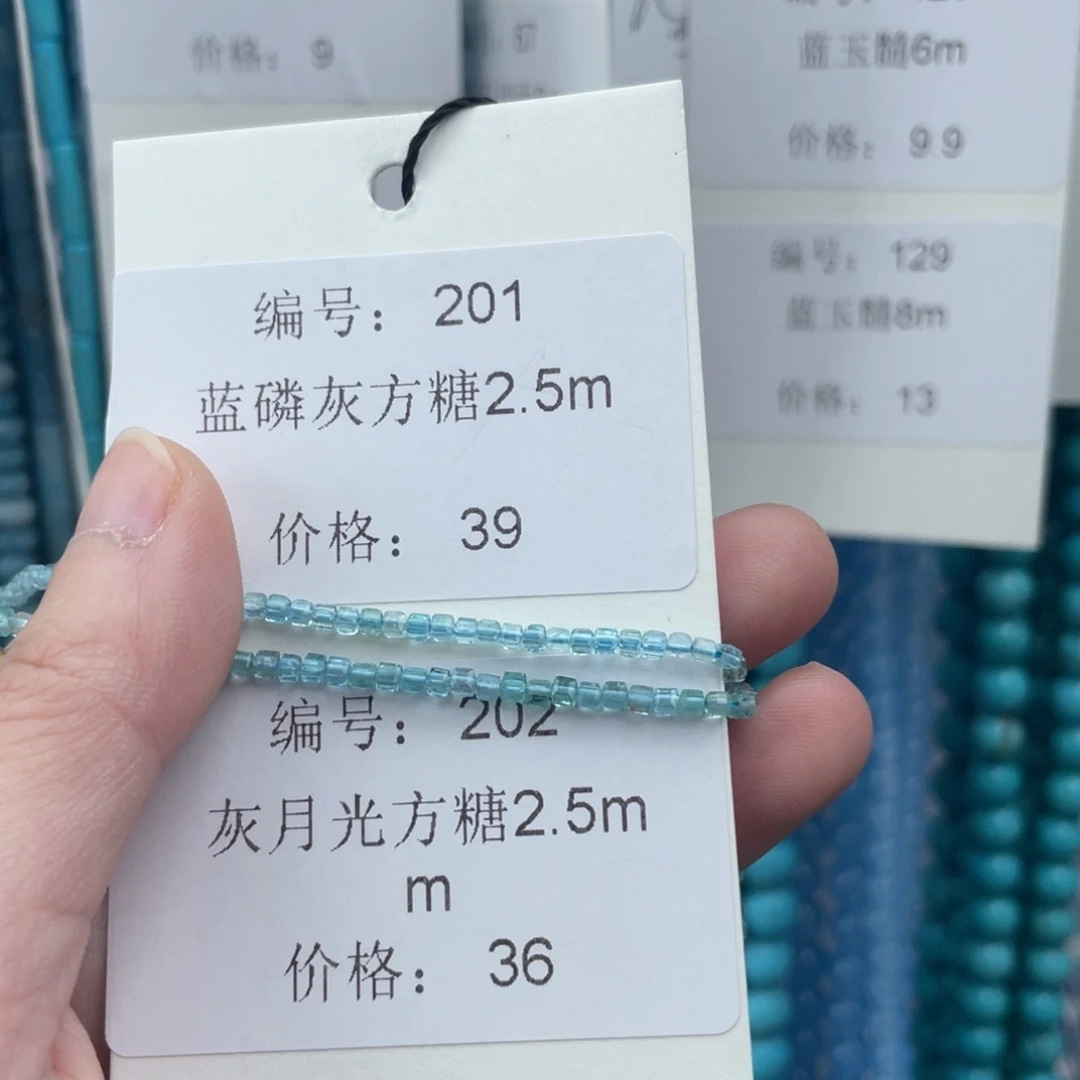 价格： 9
67
蓝玉髓6m
价格： 9.9
编号： 129
蓝玉髓8m
价格： 13
编号： 201
蓝磷灰方糖2.5m
价格： 39
编号： 202
灰月光方糖2.5m
m
价格： 36